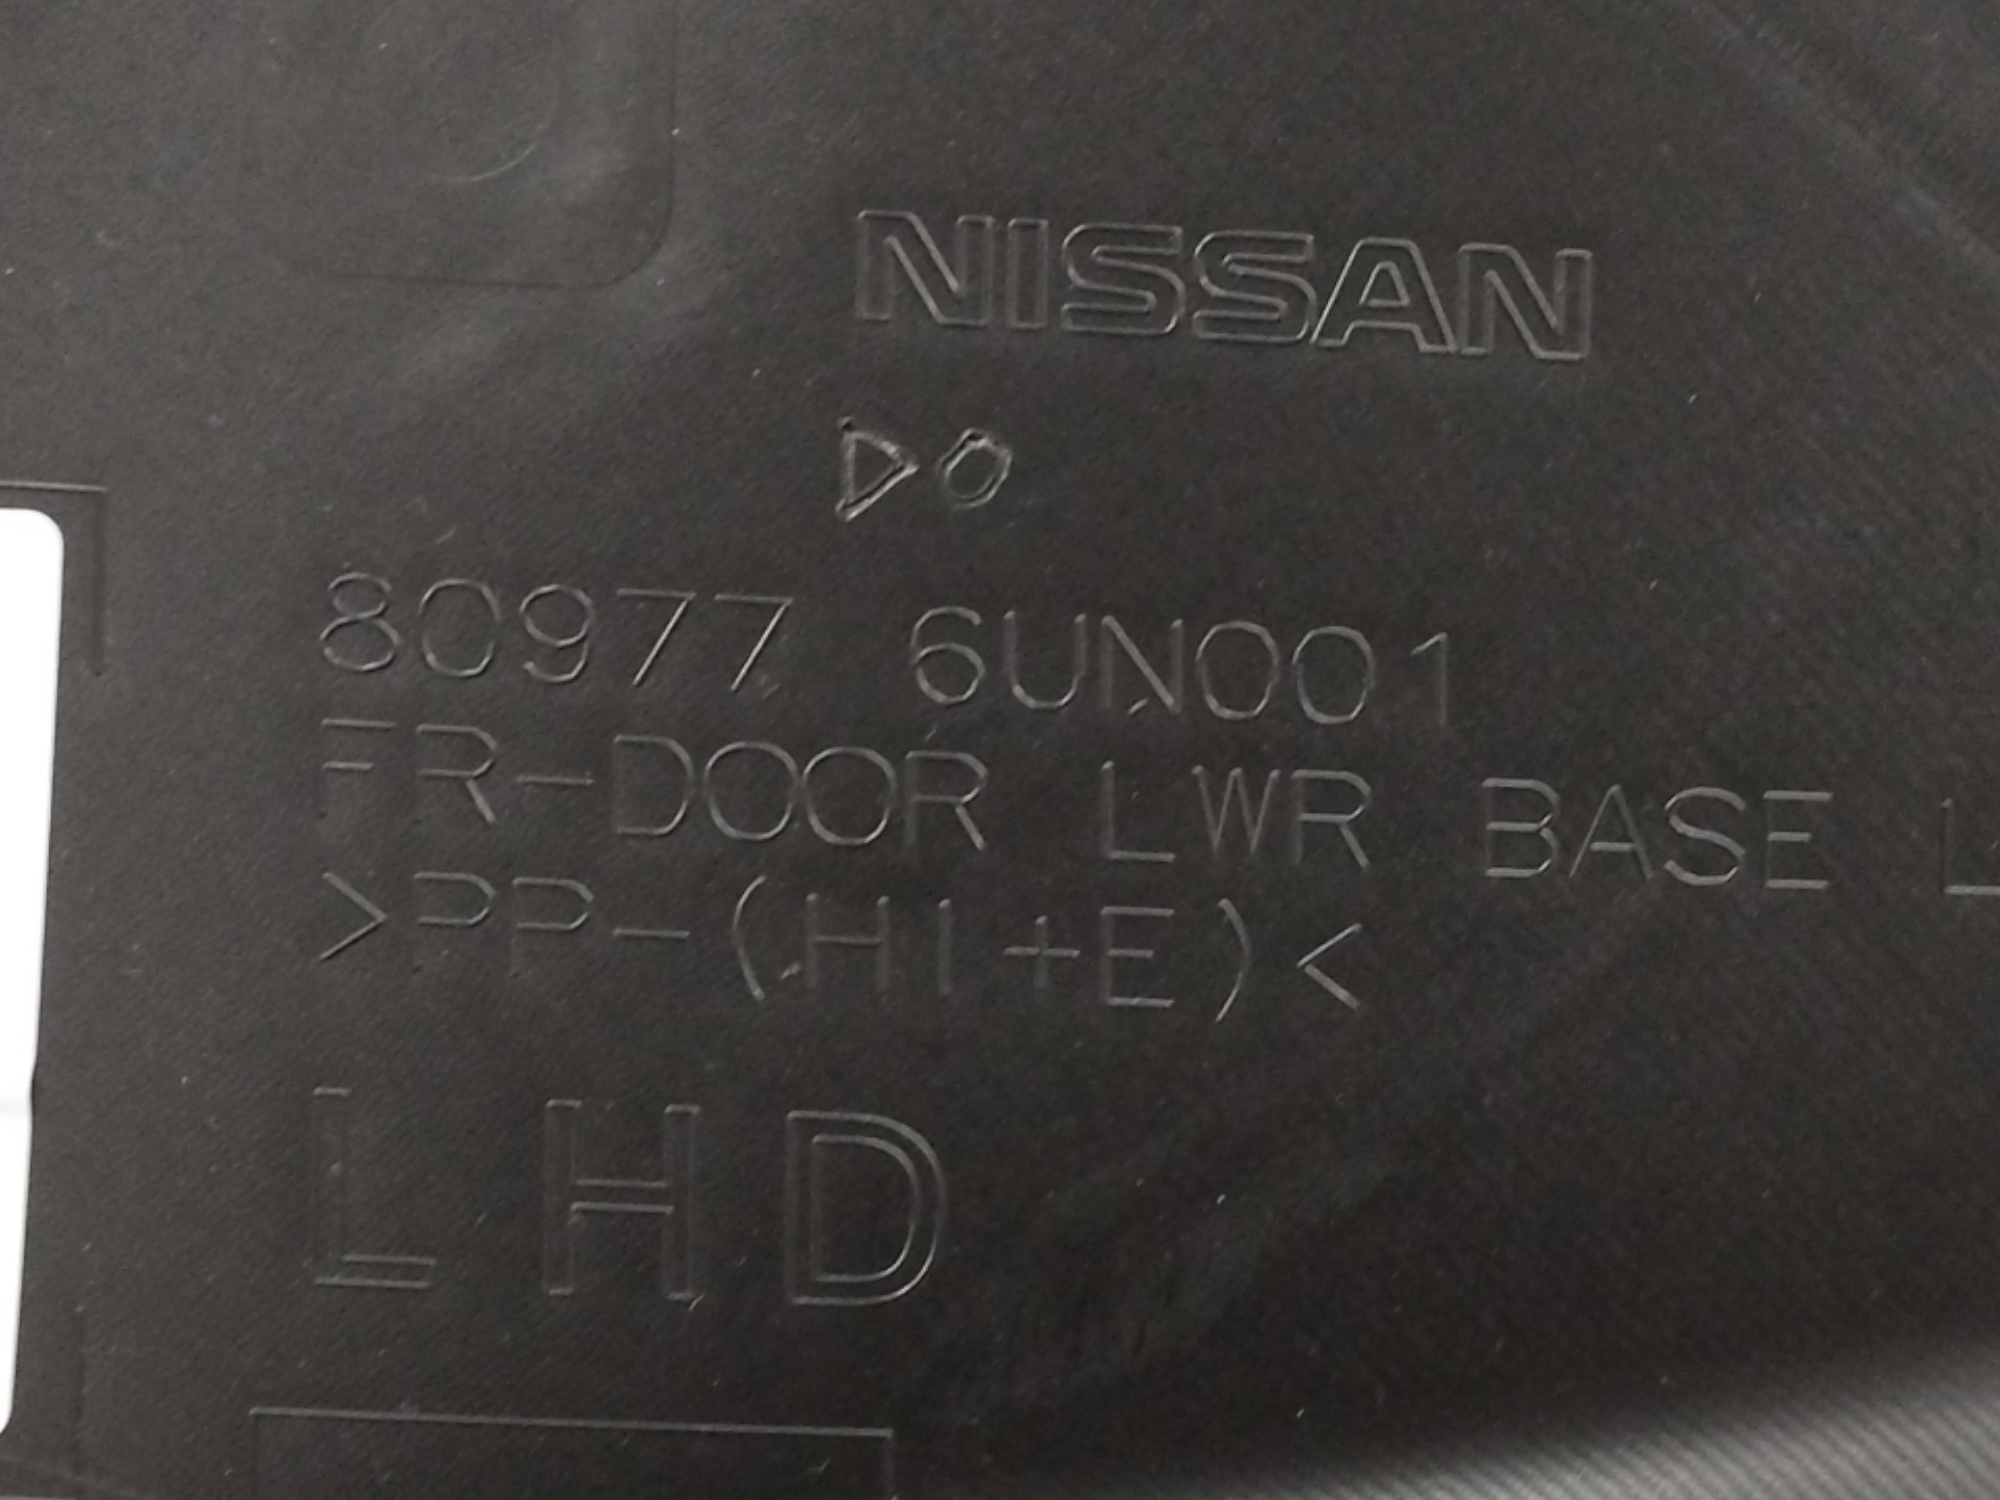 NISSAN
80977 6UN001
FR-DOOR LWR BASE L
>PP-(HI+E)<
LHD